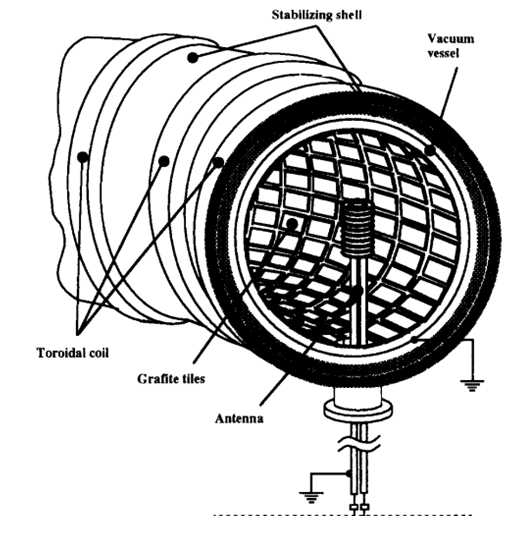 Stabilizing shell
Vacuum
vessel
Toroidal coil
Grafite tiles
Antenna